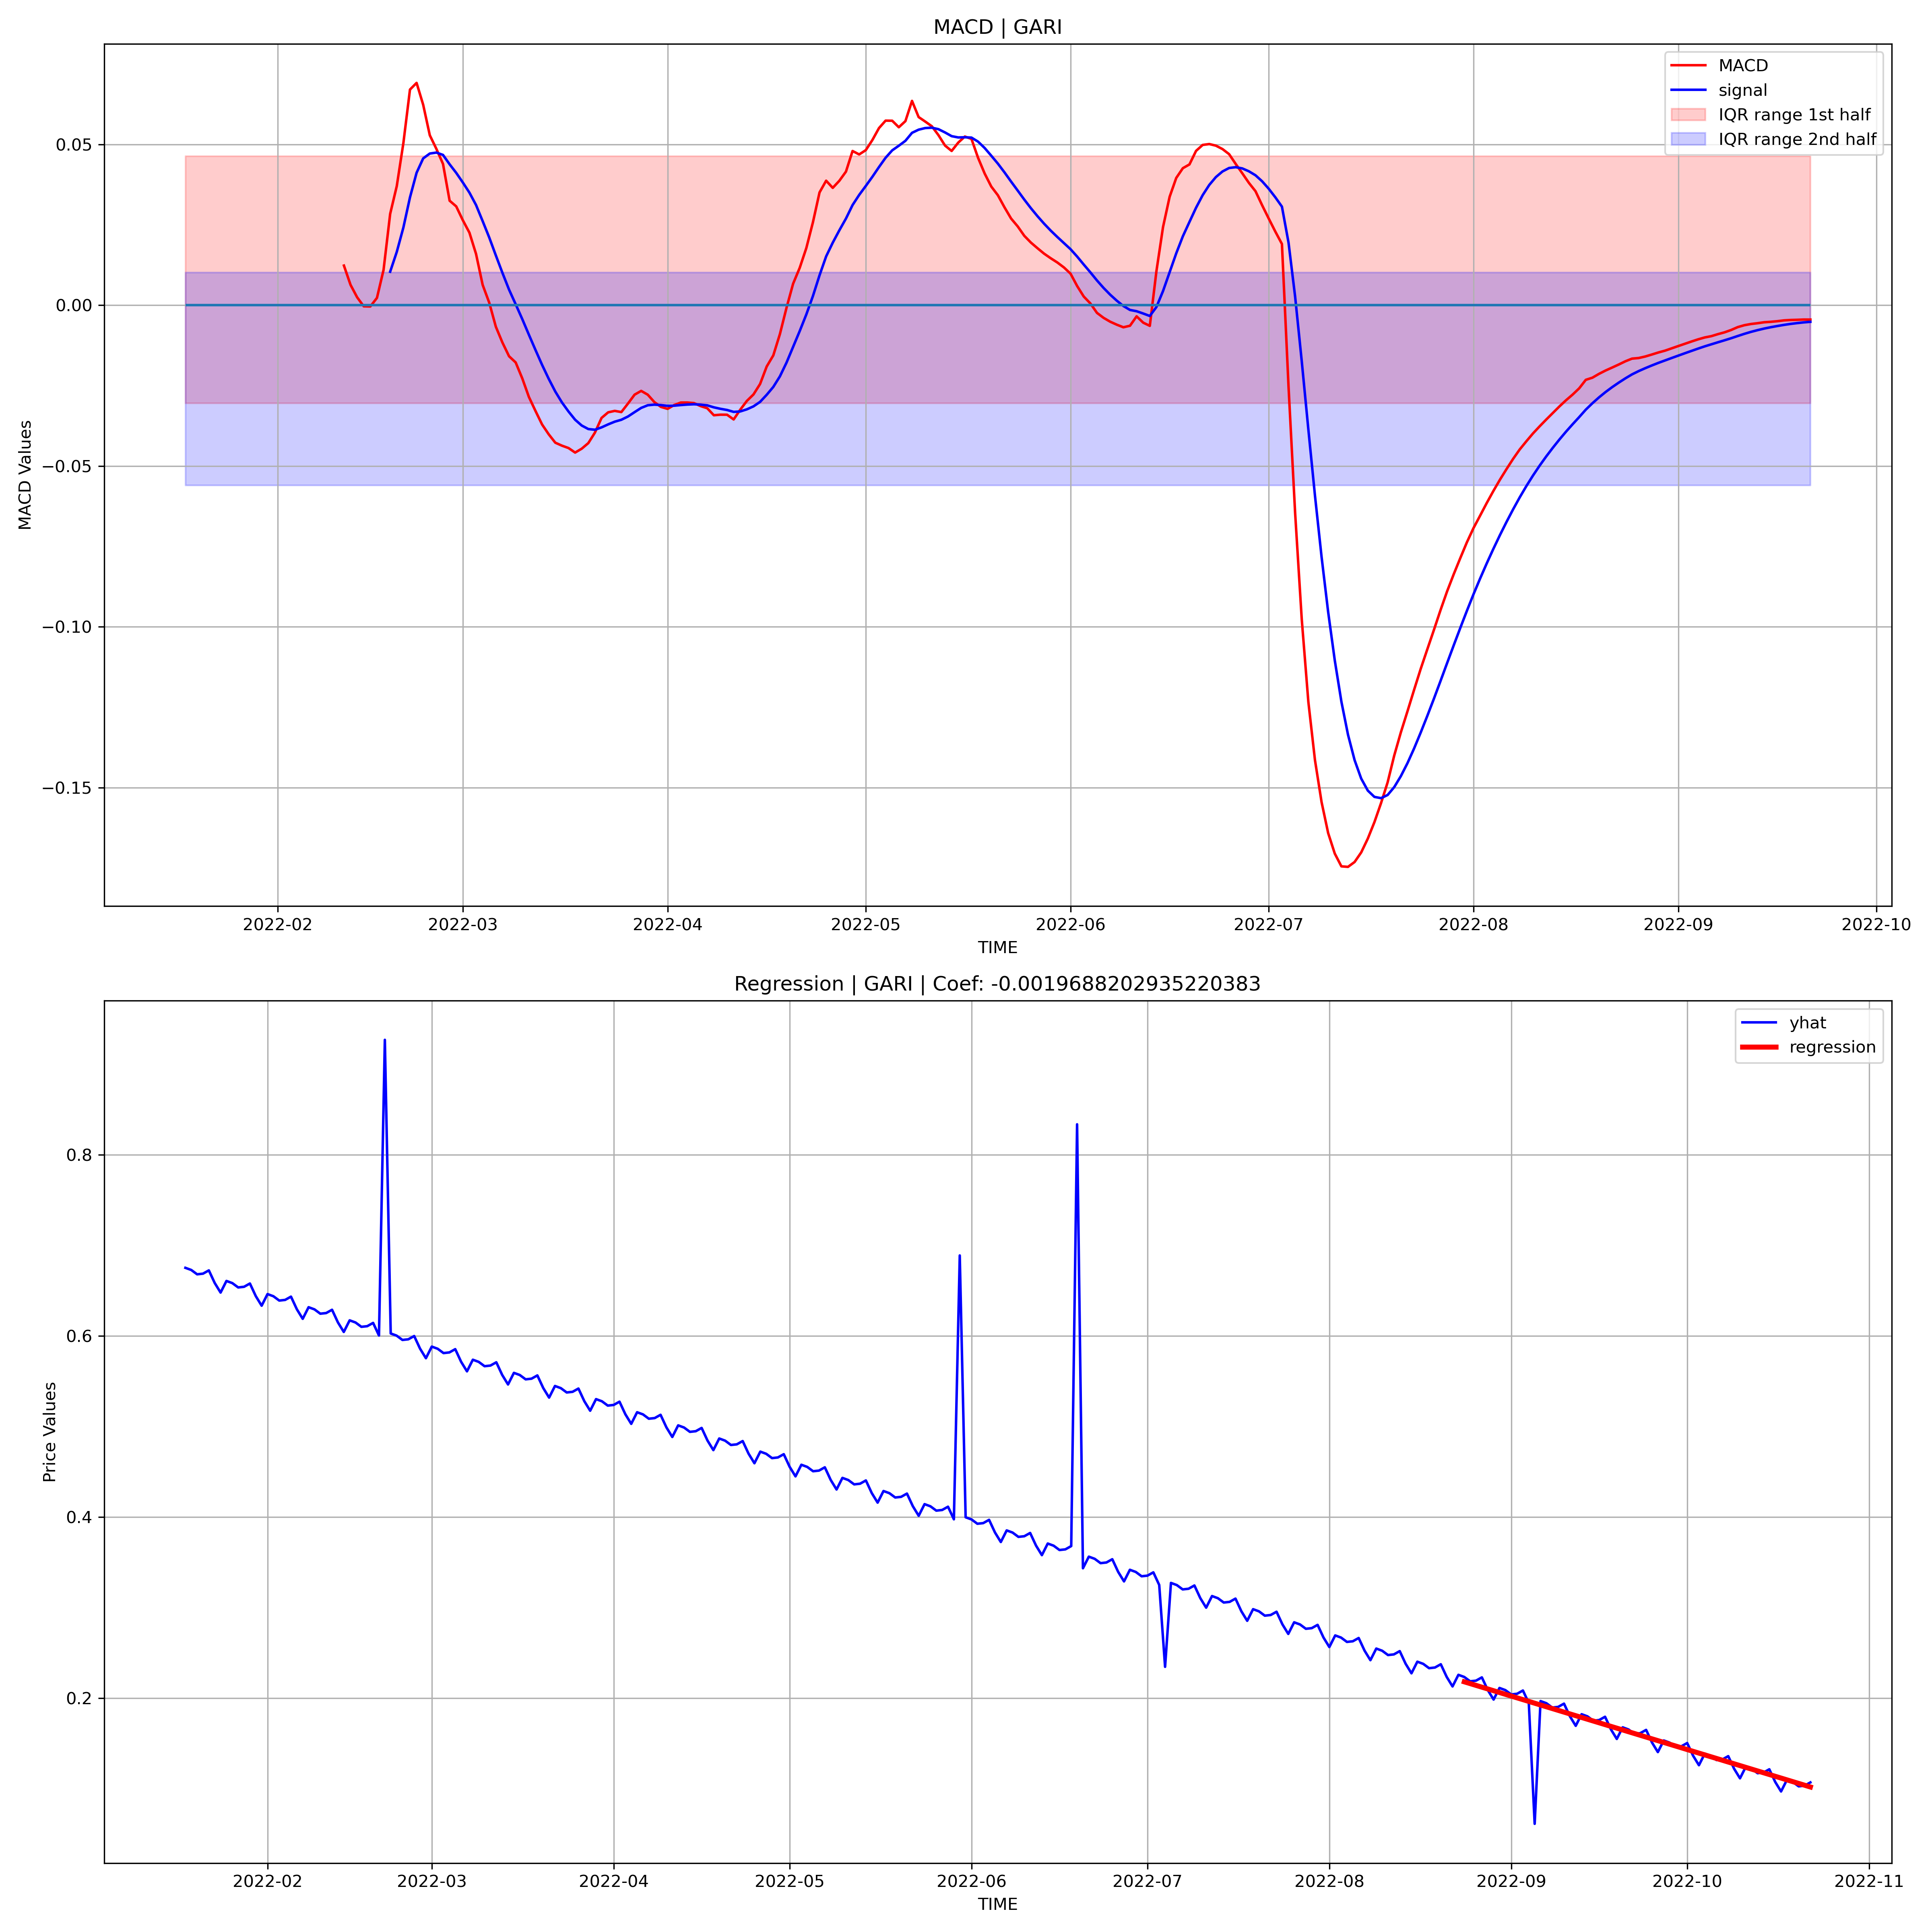 MACD | GARI
MACD
signal
IQR range 1st half
IQR range 2nd half
0.05
0.00
−0.05
−0.10
−0.15
MACD Values
2022-02 2022-03 2022-04 2022-05 2022-06 2022-07 2022-08 2022-09 2022-10
TIME
Regression | GARI | Coef: -0.0019688202935220383
yhat
regression
0.8
0.6
0.4
0.2
Price Values
2022-02 2022-03 2022-04 2022-05 2022-06 2022-07 2022-08 2022-09 2022-10 2022-11
TIME